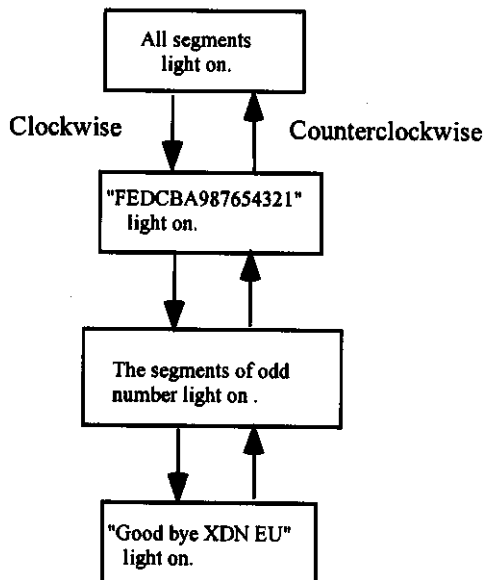 All segments
light on.
Clockwise
Counterclockwise
"FEDCBA987654321"
light on.
The segments of odd
number light on .
"Good bye XDN EU"
light on.